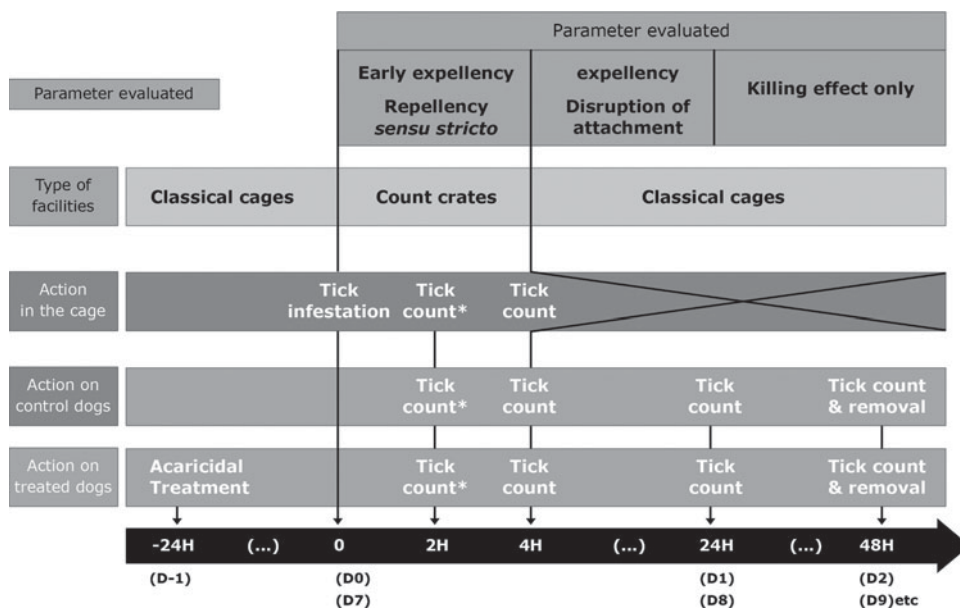 Parameter evaluated
Parameter evaluated
Early expellency
Repellency
sensu stricto
expellency
Disruption of
attachment
Killing effect only
Type of
facilities
Classical cages
Count crates
Classical cages
Action
in the cage
Tick
infestation
Tick
count*
Tick
count
Action on
control dogs
Tick
count*
Tick
count
Tick
count
Tick count
& removal
Action on
treated dogs
Acaricidal
Treatment
Tick
count*
Tick
count
Tick
count
Tick count
& removal
-24H (...) 0 2H 4H (...) 24H (...) 48H
(D-1) (D0) (D1) (D2)
(D7) (D8) (D9)etc